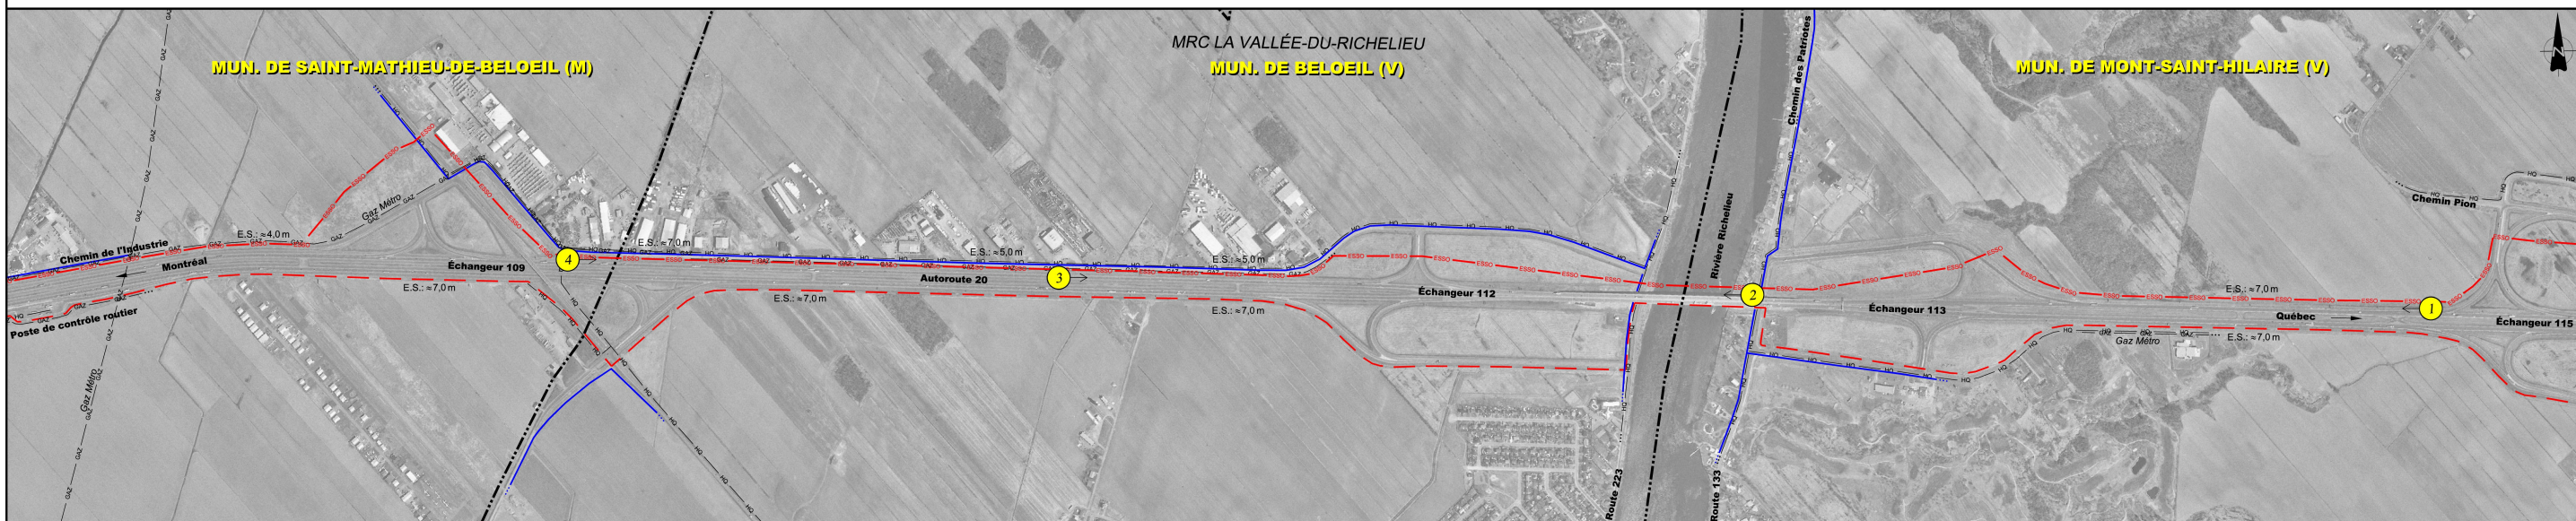 MRC LA VALLÉE-DU-RICHELIEU
MUN. DE SAINT-MATHIEU-DE-BELOEIL (M)
MUN. DE BELOEIL (V)
MUN. DE MONT-SAINT-HILAIRE (V)
N
Chemin des Patriotes
Chemin Pion
Rivière Richelieu
Gaz Métro
E.S.: ≈4,0 m
E.S.: ≈7,0 m
E.S.: ≈5,0 m
E.S.: ≈5,0 m
Chemin de l'Industrie
Montréal
Échangeur 109
4
3
Autoroute 20
Échangeur 112
2
Échangeur 113
E.S.: ≈7,0 m
1
Québec
Échangeur 115
Poste de contrôle routier
E.S.: ≈7,0 m
E.S.: ≈7,0 m
E.S.: ≈7,0 m
Gaz Métro
E.S.: ≈7,0 m
Gaz Métro
Route 223
Route 133
ESSO
GAZ
HQ